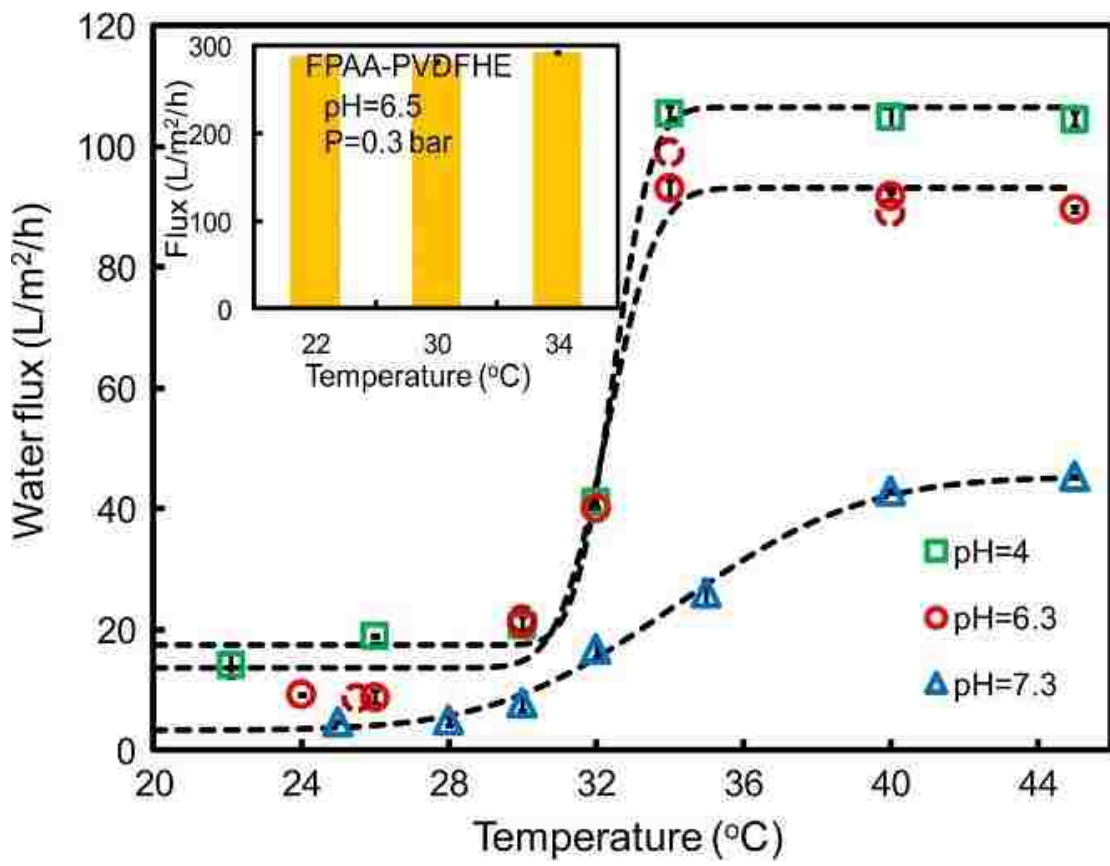 120
100
80
60
40
20
0
Water flux (L/m²/h)
300
200
100
0
Flux (L/m²/h)
FPAA-PVDFHE
pH=6.5
P=0.3 bar
22 30 34
Temperature (°C)
pH=4
pH=6.3
pH=7.3
20 24 28 32 36 40 44
Temperature (°C)